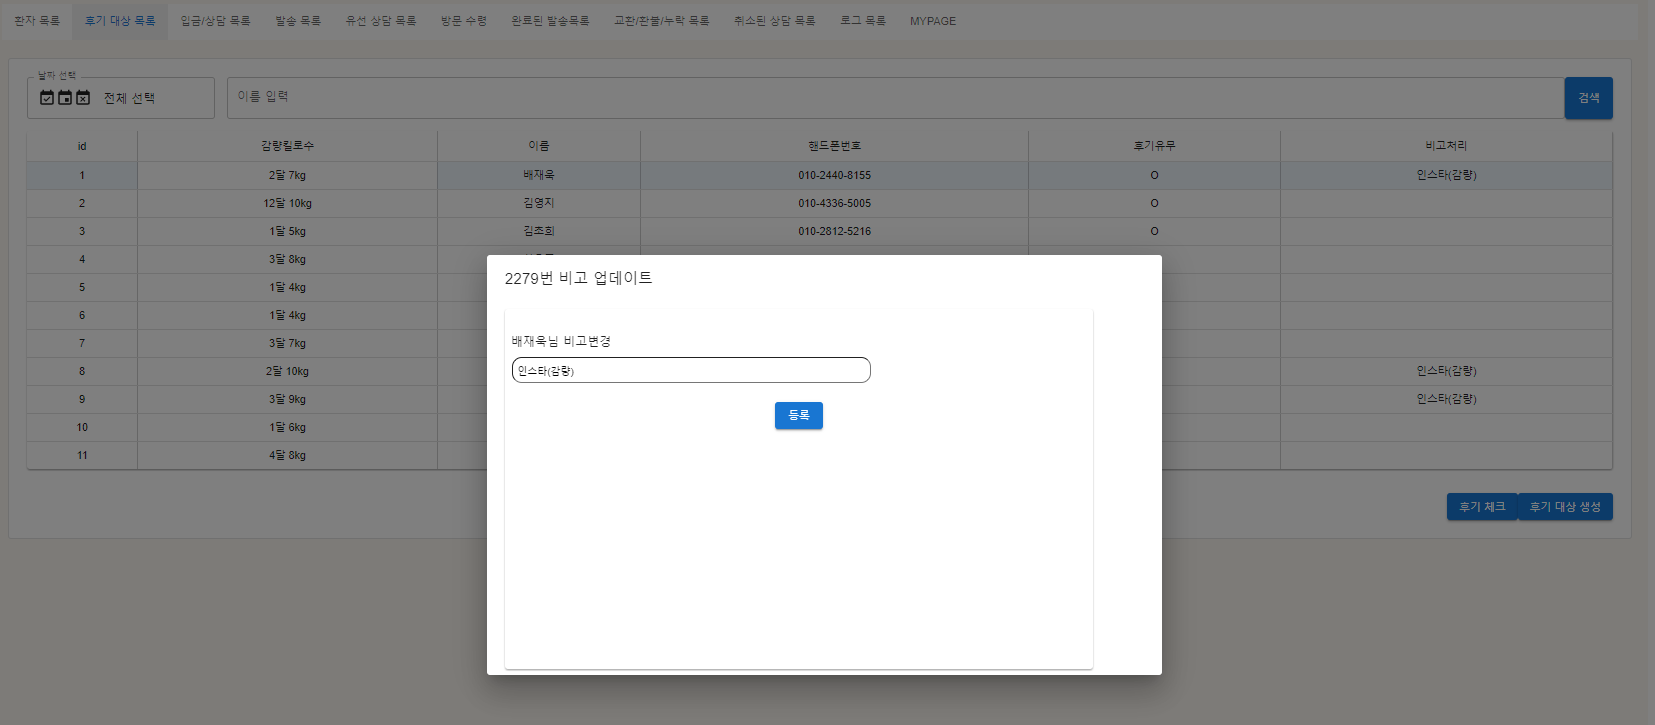 환자 목록 후기 대상 목록 입금/상담 목록 발송 목록 유선 상담 목록 방문 수령 완료된 발송목록 교환/환불/누락 목록 취소된 상담 목록 로그 목록 MYPAGE
날짜 선택
전체 선택 이름 입력 검색
id 감량킬로수 이름 핸드폰번호 후기유무 비고처리
1 2달 7kg 배재욱 010-2440-8155 O 인스타(감량)
2 12달 10kg 김영지 010-4336-5005 O
3 1달 5kg 김초희 010-2812-5216 O
4 3달 8kg
5 1달 4kg
6 1달 4kg
7 3달 7kg
8 2달 10kg 인스타(감량)
9 3달 9kg 인스타(감량)
10 1달 6kg
11 4달 8kg
후기 체크 후기 대상 생성
2279번 비고 업데이트
배재욱님 비고변경
인스타(감량)
등록